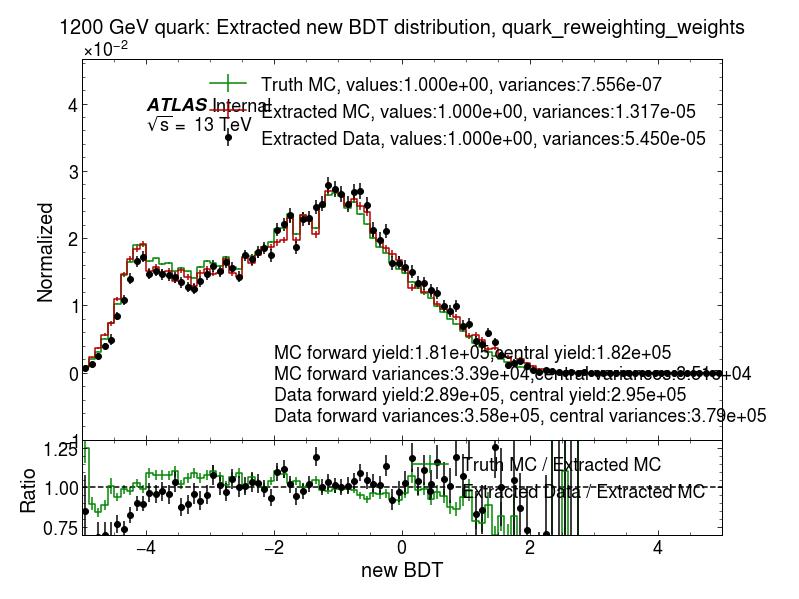 1200 GeV quark: Extracted new BDT distribution, quark_reweighting_weights
×10⁻²
Truth MC, values:1.000e+00, variances:7.556e-07
ATLAS Internal
Extracted MC, values:1.000e+00, variances:1.317e-05
√s = 13 TeV
Extracted Data, values:1.000e+00, variances:5.450e-05
Normalized
4
3
2
1
0
MC forward yield:1.81e+05, central yield:1.82e+05
MC forward variances:3.39e+04, central variances:3.51e+04
Data forward yield:2.89e+05, central yield:2.95e+05
Data forward variances:3.58e+05, central variances:3.79e+05
Ratio
1.25
1.00
0.75
Truth MC / Extracted MC
Extracted Data / Extracted MC
−4 −2 0 2 4
new BDT